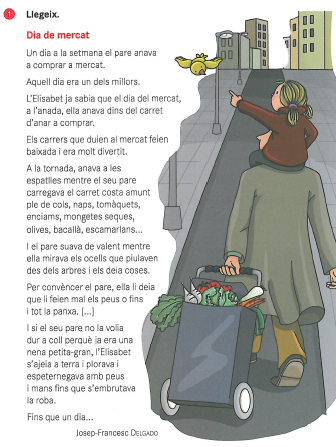 1 Llegeix.
Dia de mercat
Un dia a la setmana el pare anava
a comprar a mercat.
Aquell dia era un dels millors.
L'Elisabet ja sabia que el dia del mercat,
a l'anada, ella anava dins del carret
d'anar a comprar.
Els carrers que duien al mercat feien
baixada i era molt divertit.
A la tornada, anava a les
espatlles mentre el seu pare
carregava el carret costa amunt
ple de cols, naps, tomàquets,
enciams, mongetes seques,
olives, bacallà, escamarlans...
I el pare suava de valent mentre
ella mirava els ocells que piulaven
des dels arbres i els deia coses.
Per convèncer el pare, ella li deia
que li feien mal els peus o fins
i tot la panxa. [...]
I si el seu pare no la volia
dur a coll perquè ja era una
nena petita-gran, l'Elisabet
s'ajeia a terra i plorava i
espeternegava amb peus
i mans fins que s'embrutava
la roba.
Fins que un dia...
Josep-Francesc DELGADO